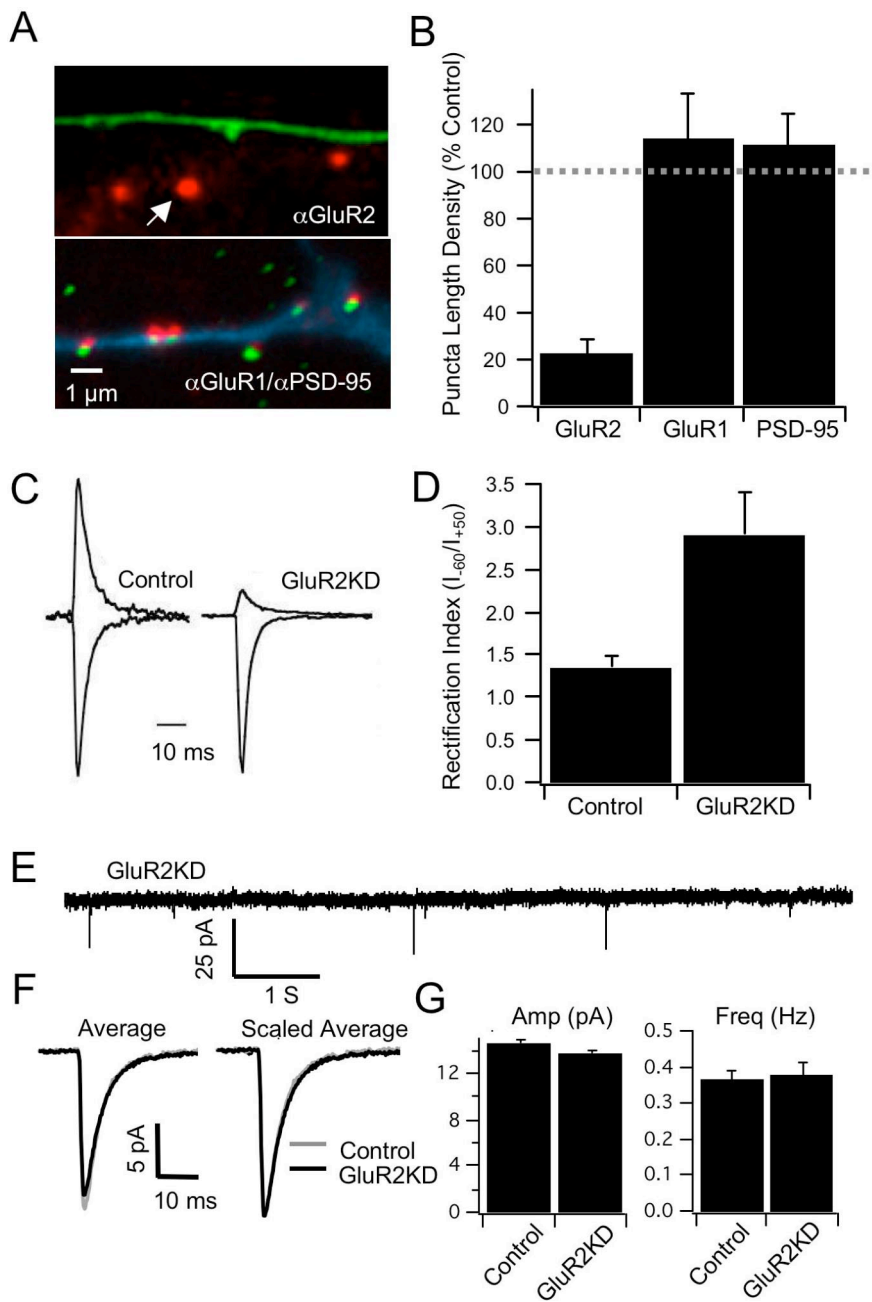 A
αGluR2
αGluR1/αPSD-95
1 µm
B
Puncta Length Density (% Control)
120
100
80
60
40
20
0
GluR2 GluR1 PSD-95
C
Control GluR2KD
10 ms
D
Rectification Index (I-60/I+50)
3.5
3.0
2.5
2.0
1.5
1.0
0.5
0.0
Control GluR2KD
E
GluR2KD
25 pA
1 S
F
Average Scaled Average
5 pA
10 ms
Control
GluR2KD
G
Amp (pA)
12
8
4
0
Control GluR2KD
Freq (Hz)
0.5
0.4
0.3
0.2
0.1
0.0
Control GluR2KD